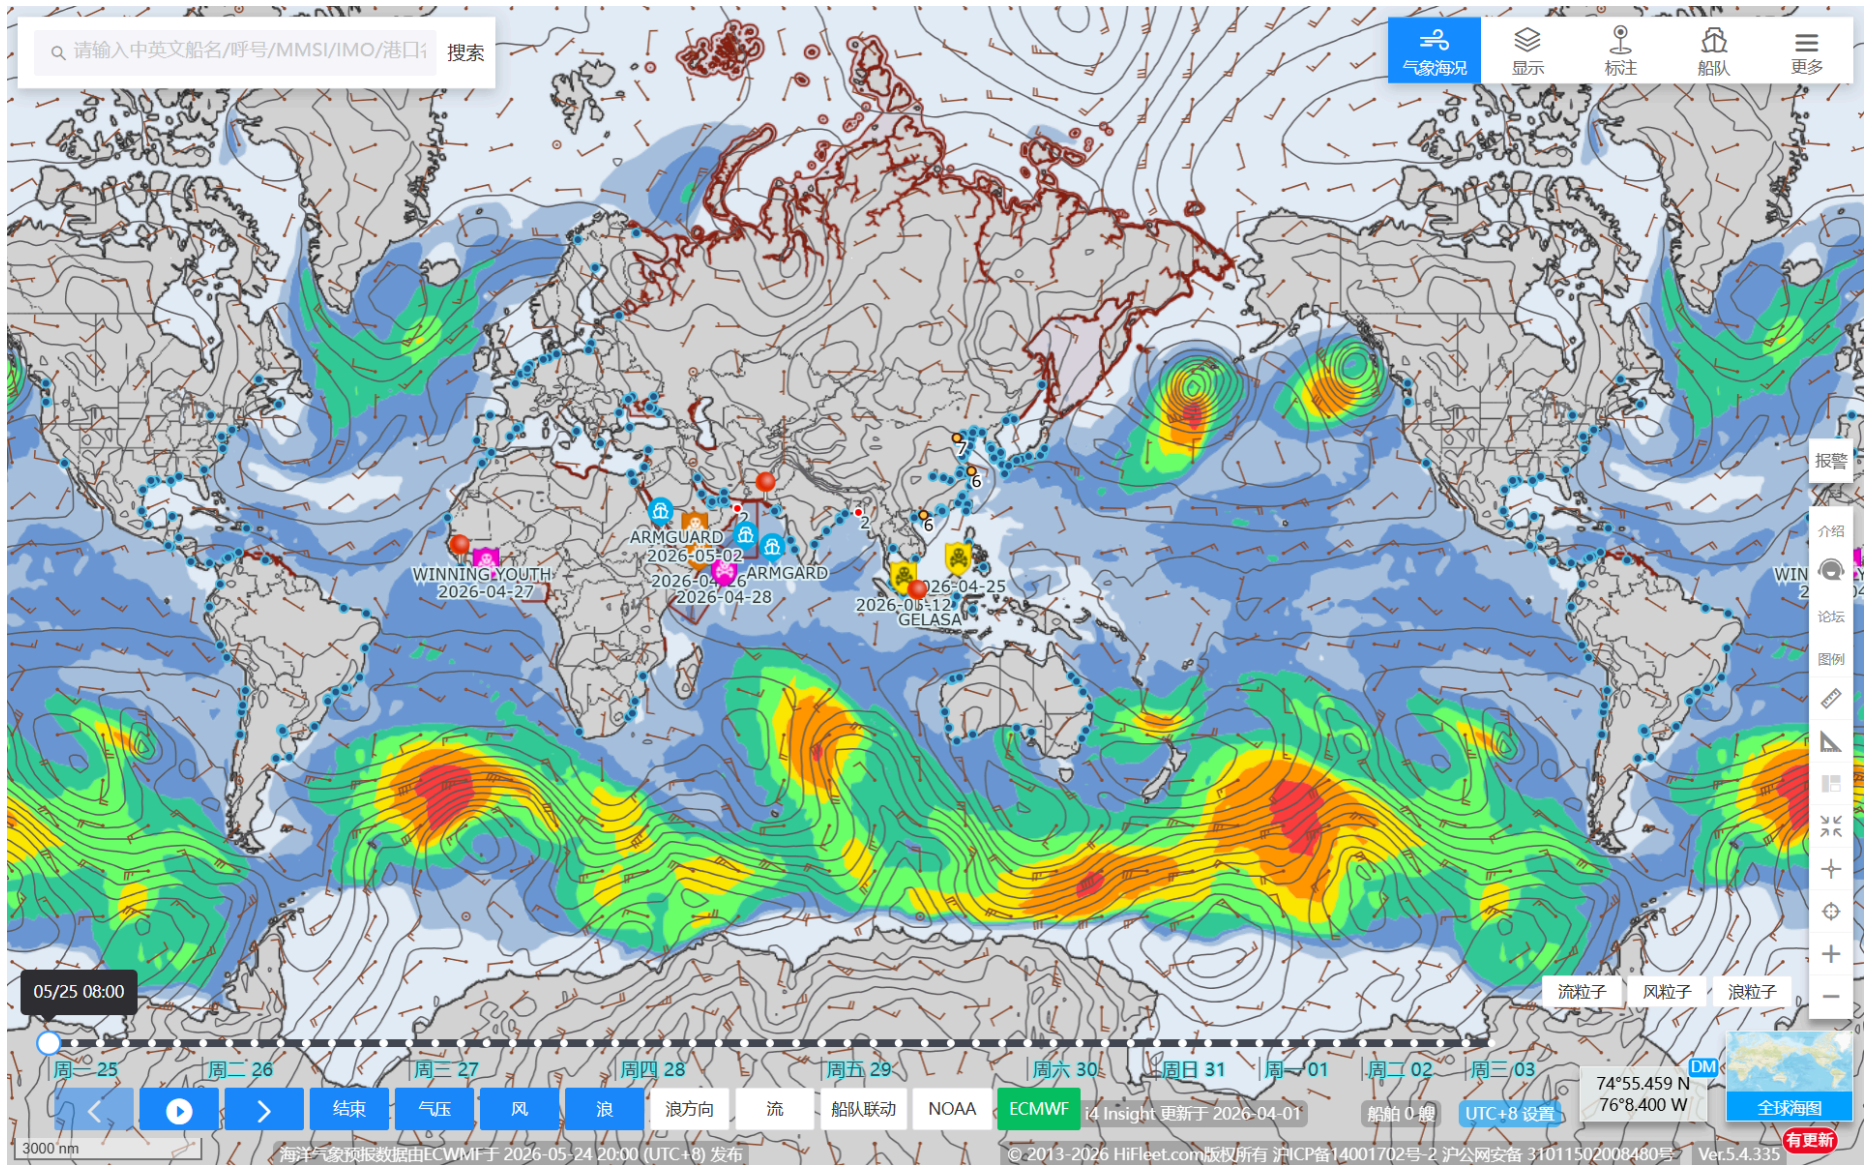 请输入中英文船名/呼号/MMSI/IMO/港口
搜索
气象海况
显示
标注
船队
更多
报警
介绍
论坛
图例
7
6
6
2
2
ARMGUARD
2026-05-02
ARMGARD
2026-04-28
WINNING YOUTH
2026-04-27
2026-04-25
2026-05-12
GELASA
WIN
流粒子
风粒子
浪粒子
05/25 08:00
周一 25
周二 26
周三 27
周四 28
周五 29
周六 30
周日 31
周一 01
周二 02
周三 03
结束
气压
风
浪
浪方向
流
船队联动
NOAA
ECMWF
i4 Insight 更新于 2026-04-01
船舶 0 艘
UTC+8 设置
DM
74°55.459 N
76°8.400 W
全球海图
有更新
3000 nm
海洋气象预报数据由ECWMF于 2026-05-24 20:00 (UTC+8) 发布
© 2013-2026 HiFleet.com版权所有 沪ICP备14001702号-2 沪公网安备 31011502008480号
Ver.5.4.335